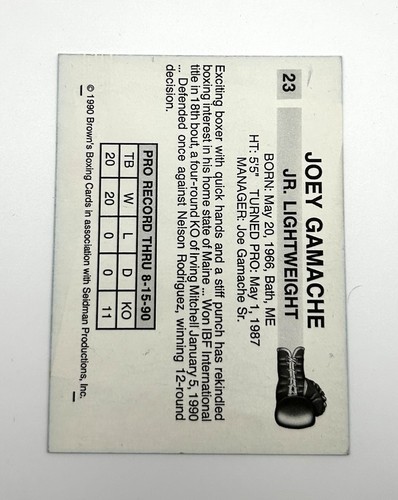 23
JOEY GAMACHE
JR. LIGHTWEIGHT
BORN: May 20, 1966, Bath, ME
HT: 5'5" TURNED PRO: May 1, 1987
MANAGER: Joe Gamache Sr.
Exciting boxer with quick hands and a stiff punch has rekindled
boxing interest in his home state of Maine ... Won IBF International
title in 18th bout, a four-round KO of Irving Mitchell January 5, 1990
... Defended once against Nelson Rodriguez, winning 12-round
decision.
PRO RECORD THRU 8-15-90
TB W L D KO
20 20 0 0 11
© 1990 Brown's Boxing Cards in association with Seidman Productions, Inc.